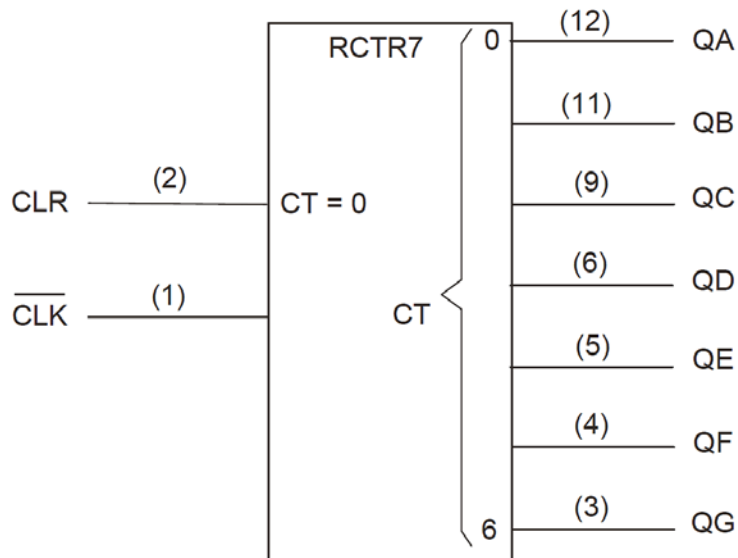 RCTR7
0 (12) QA
(11) QB
CLR (2) CT = 0 (9) QC
(6) QD
C̅L̅K̅ (1) CT
(5) QE
(4) QF
6 (3) QG